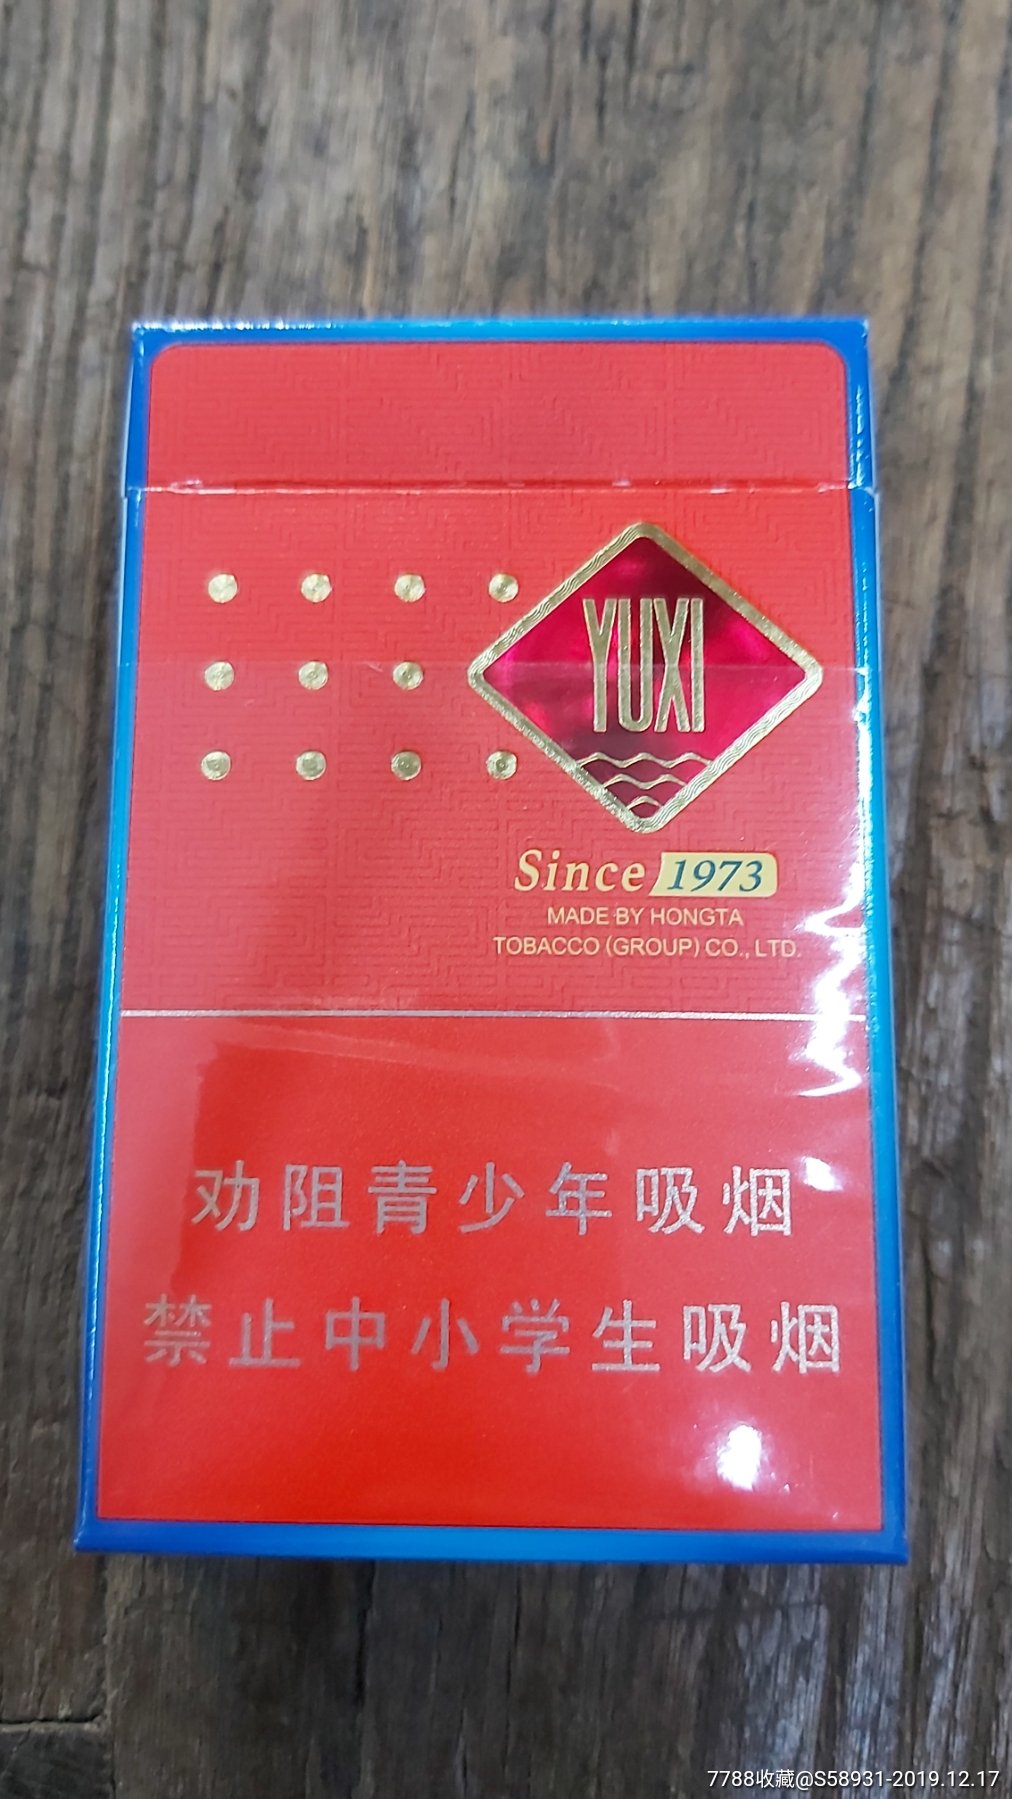 YUXI
Since 1973
MADE BY HONGTA
TOBACCO (GROUP) CO., LTD.
劝阻青少年吸烟
禁止中小学生吸烟
7788收藏@S58931-2019.12.17